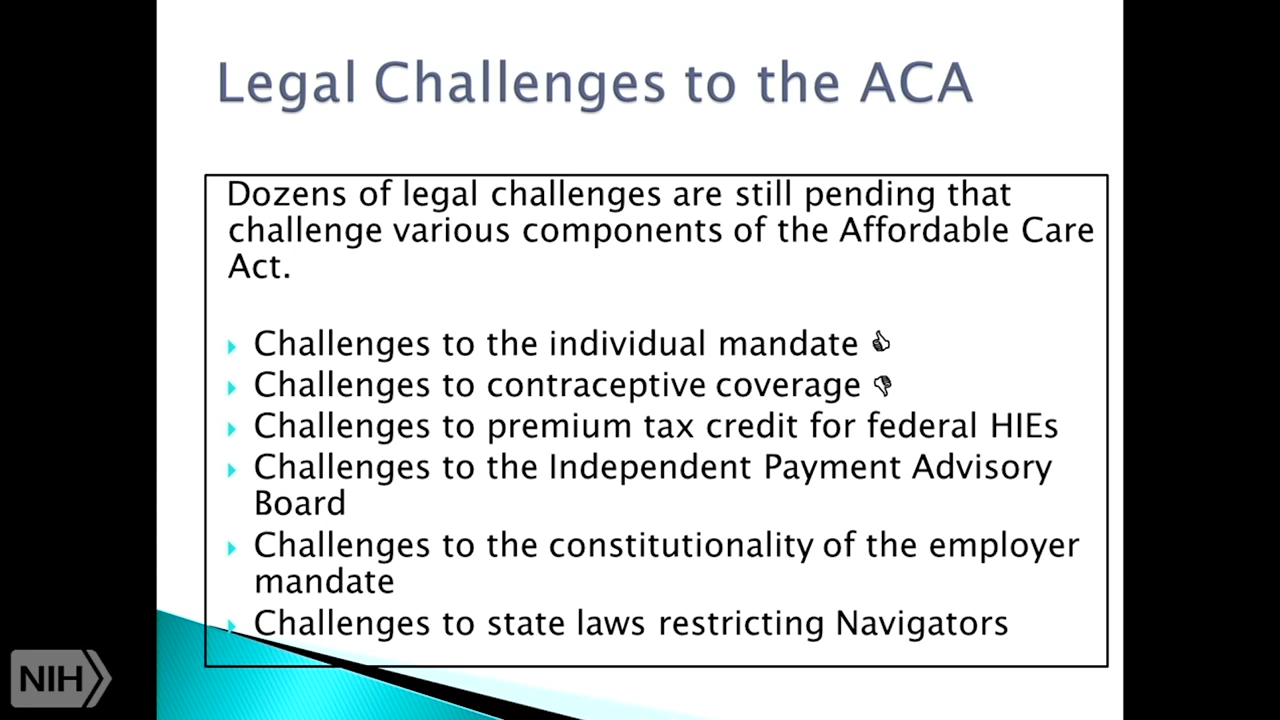 Legal Challenges to the ACA
Dozens of legal challenges are still pending that
challenge various components of the Affordable Care
Act.
Challenges to the individual mandate 👍
Challenges to contraceptive coverage 👎
Challenges to premium tax credit for federal HIEs
Challenges to the Independent Payment Advisory
Board
Challenges to the constitutionality of the employer
mandate
Challenges to state laws restricting Navigators
NIH